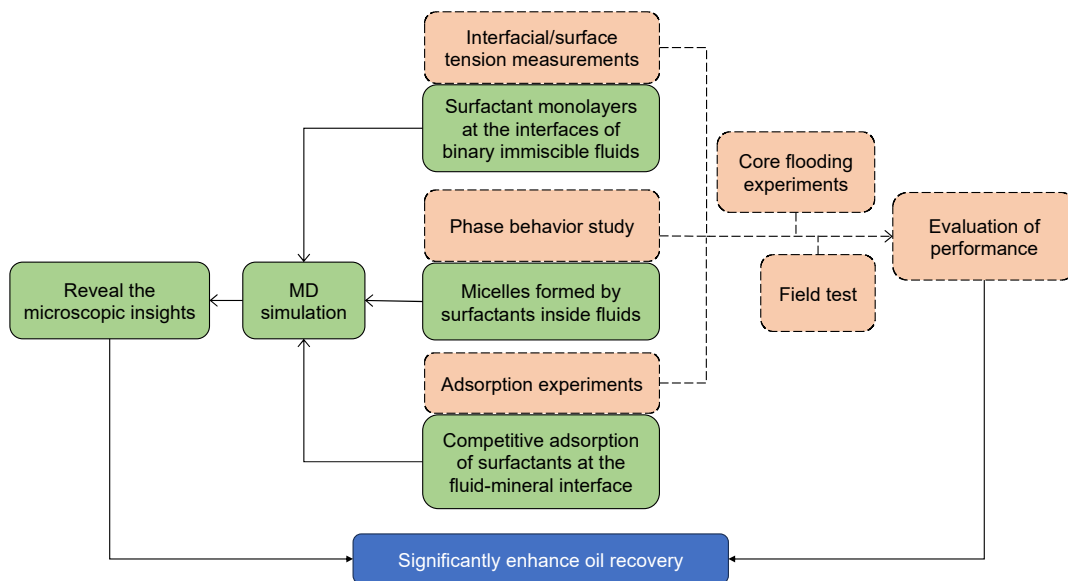 Interfacial/surface
tension measurements
Surfactant monolayers
at the interfaces of
binary immiscible fluids
Core flooding
experiments
Phase behavior study
Evaluation of
performance
Reveal the
microscopic insights
MD
simulation
Micelles formed by
surfactants inside fluids
Field test
Adsorption experiments
Competitive adsorption
of surfactants at the
fluid-mineral interface
Significantly enhance oil recovery